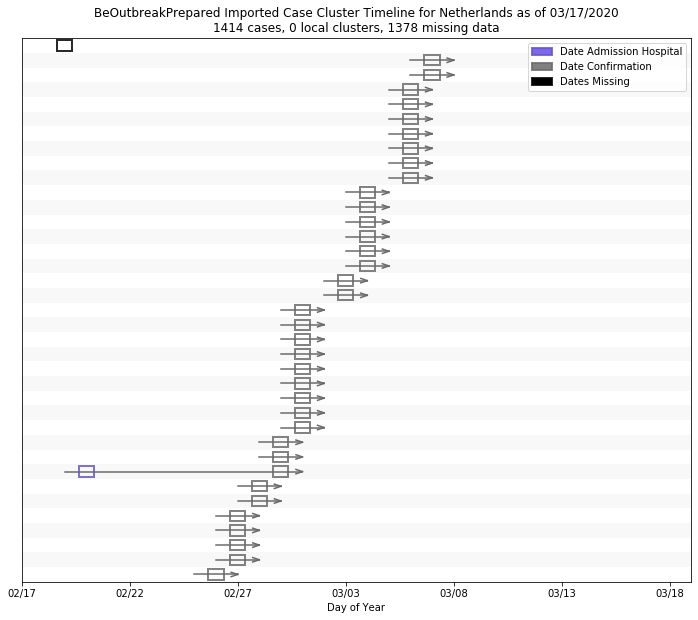 BeOutbreakPrepared Imported Case Cluster Timeline for Netherlands as of 03/17/2020
1414 cases, 0 local clusters, 1378 missing data
Date Admission Hospital
Date Confirmation
Dates Missing
02/17 02/22 02/27 03/03 03/08 03/13 03/18
Day of Year